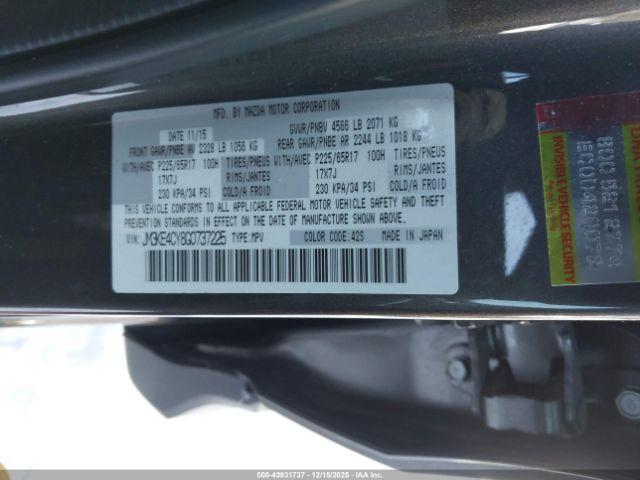 MFD. BY MAZDA MOTOR CORPORATION
DATE 11/15 GVWR/PNBV 4566 LB 2071 KG
FRONT GAWR/PNBE AV 2328 LB 1056 KG REAR GAWR/PNBE AR 2244 LB 1018 KG
WITH/AVEC P225/65R17 100H TIRES/PNEUS WITH/AVEC P225/65R17 100H TIRES/PNEUS
17X7J RIMS/JANTES 17X7J RIMS/JANTES
230 KPA/34 PSI COLD/A FROID 230 KPA/34 PSI COLD/A FROID
THIS VEHICLE CONFORMS TO ALL APPLICABLE FEDERAL MOTOR VEHICLE SAFETY, BUMPER, AND THEFT
PREVENTION STANDARDS IN EFFECT ON THE DATE OF MANUFACTURE SHOWN ABOVE.
VIN: JM3KE4CY8G0737225 TYPE:MPV COLOR CODE:42S MADE IN JAPAN
INVISIBLE VEHICLE SECURITY
000-43931737 - 12/15/2025 - IAA, Inc.